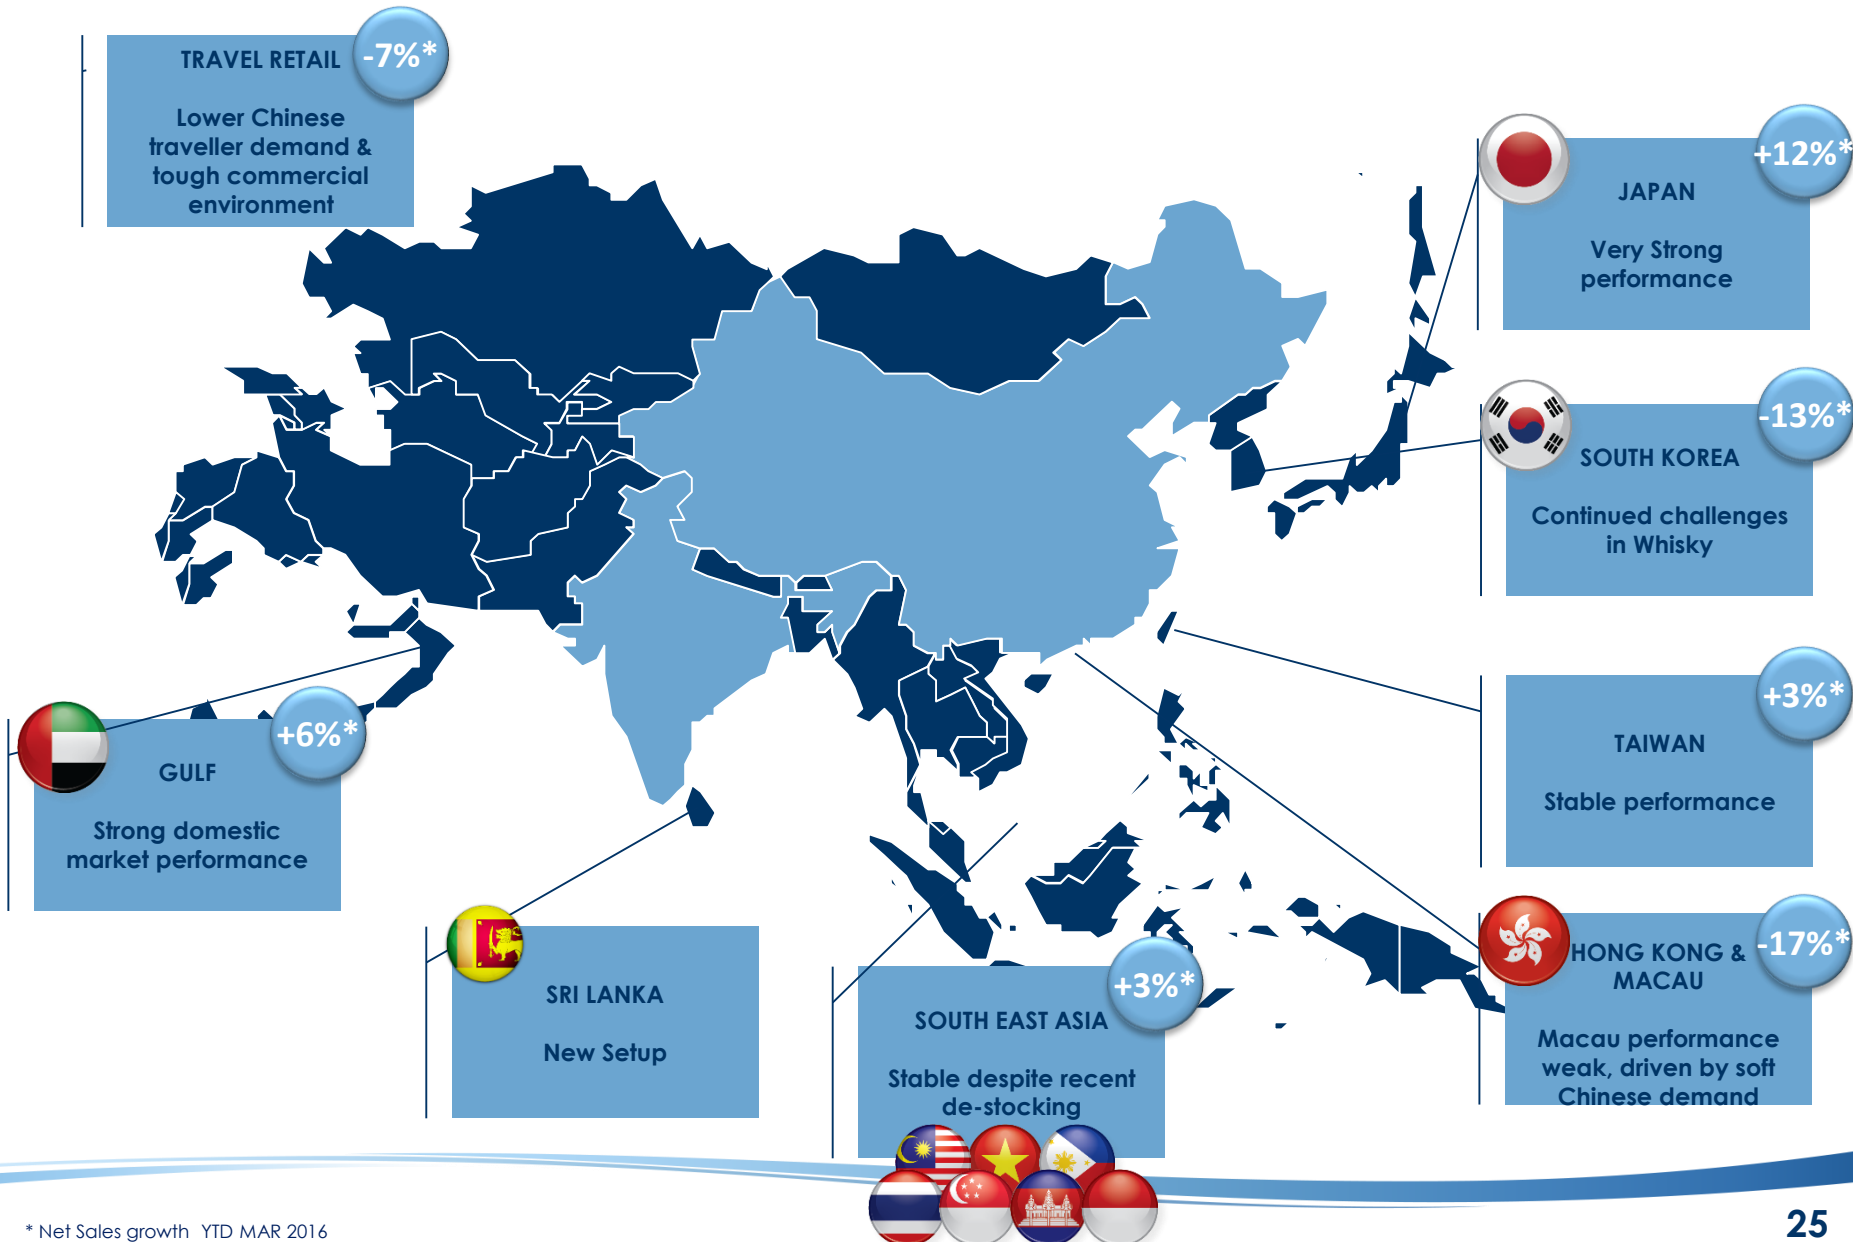 TRAVEL RETAIL
-7%*
Lower Chinese
traveller demand &
tough commercial
environment
+12%*
JAPAN
Very Strong
performance
-13%*
SOUTH KOREA
Continued challenges
in Whisky
+3%*
TAIWAN
Stable performance
+6%*
GULF
Strong domestic
market performance
-17%*
HONG KONG &
MACAU
Macau performance
weak, driven by soft
Chinese demand
SRI LANKA
New Setup
+3%*
SOUTH EAST ASIA
Stable despite recent
de-stocking
* Net Sales growth YTD MAR 2016
25